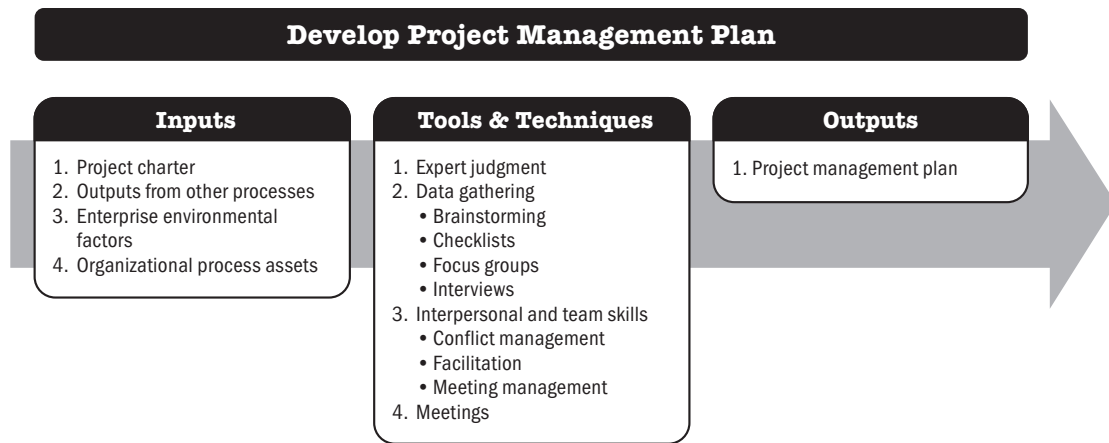 Develop Project Management Plan
Inputs
1. Project charter
2. Outputs from other processes
3. Enterprise environmental
factors
4. Organizational process assets
Tools & Techniques
1. Expert judgment
2. Data gathering
• Brainstorming
• Checklists
• Focus groups
• Interviews
3. Interpersonal and team skills
• Conflict management
• Facilitation
• Meeting management
4. Meetings
Outputs
1. Project management plan